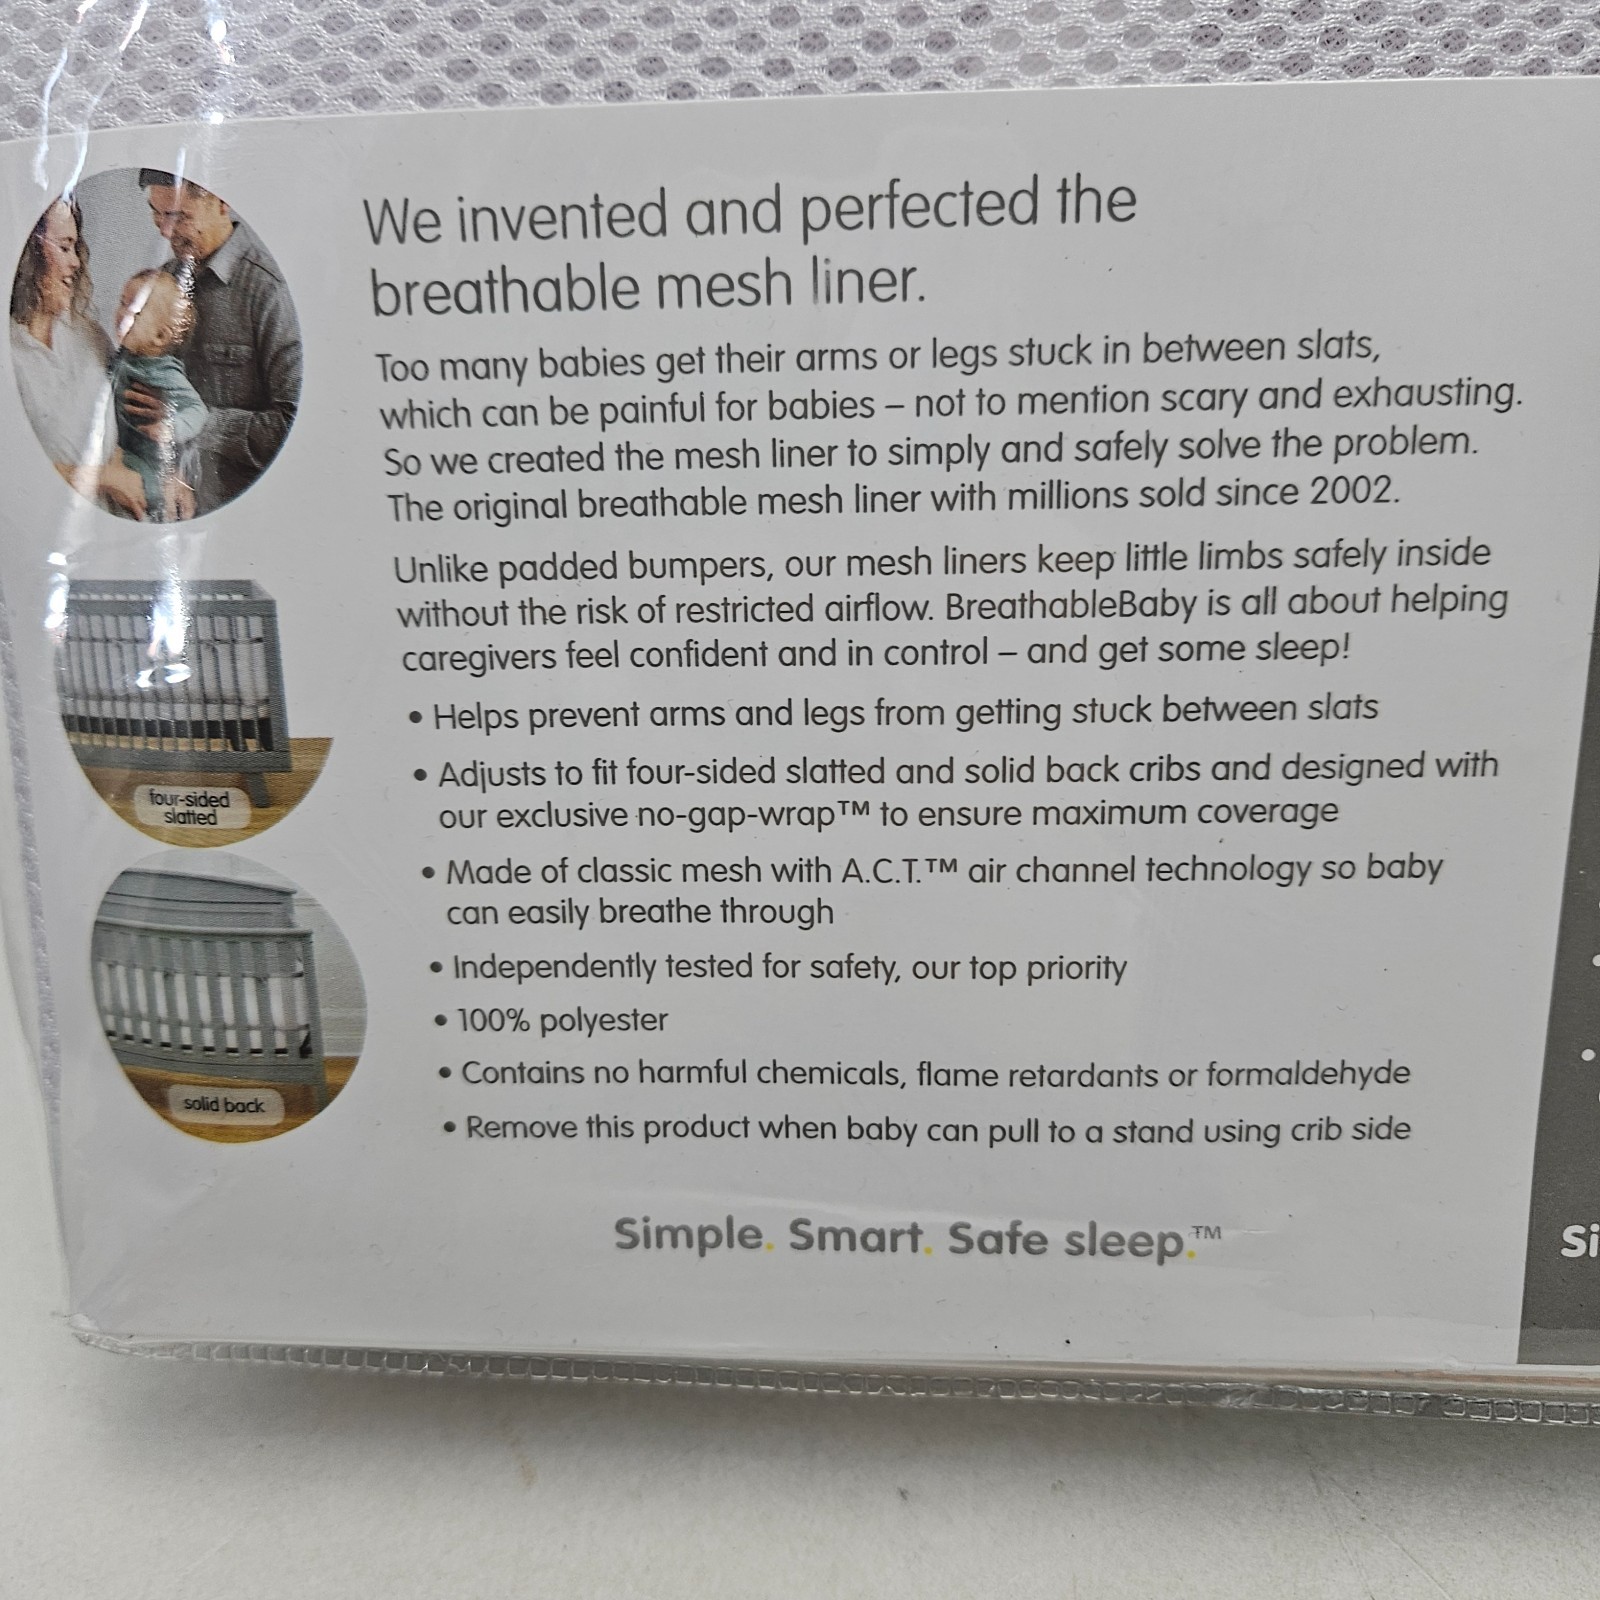 We invented and perfected the
breathable mesh liner.
Too many babies get their arms or legs stuck in between slats,
which can be painful for babies – not to mention scary and exhausting.
So we created the mesh liner to simply and safely solve the problem.
The original breathable mesh liner with millions sold since 2002.
Unlike padded bumpers, our mesh liners keep little limbs safely inside
without the risk of restricted airflow. BreathableBaby is all about helping
caregivers feel confident and in control – and get some sleep!
• Helps prevent arms and legs from getting stuck between slats
• Adjusts to fit four-sided slatted and solid back cribs and designed with
our exclusive no-gap-wrap™ to ensure maximum coverage
• Made of classic mesh with A.C.T.™ air channel technology so baby
can easily breathe through
• Independently tested for safety, our top priority
• 100% polyester
• Contains no harmful chemicals, flame retardants or formaldehyde
• Remove this product when baby can pull to a stand using crib side
Simple. Smart. Safe sleep.™
four-sided
slatted
solid back